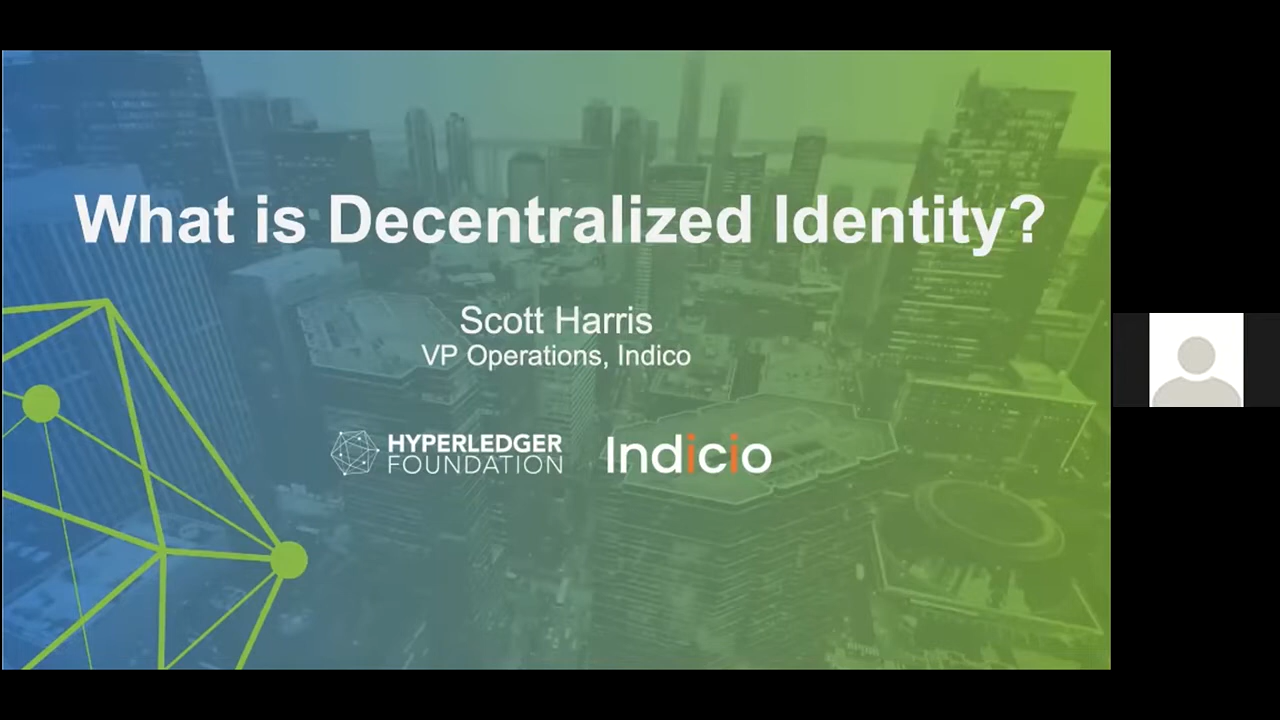 What is Decentralized Identity?
Scott Harris
VP Operations, Indico
HYPERLEDGER
FOUNDATION
Indicio